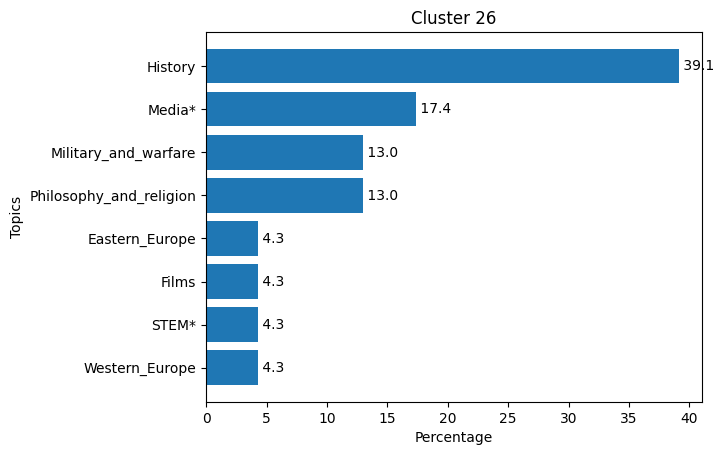 Cluster 26
Topics
History 39.1
Media* 17.4
Military_and_warfare 13.0
Philosophy_and_religion 13.0
Eastern_Europe 4.3
Films 4.3
STEM* 4.3
Western_Europe 4.3
0 5 10 15 20 25 30 35 40
Percentage